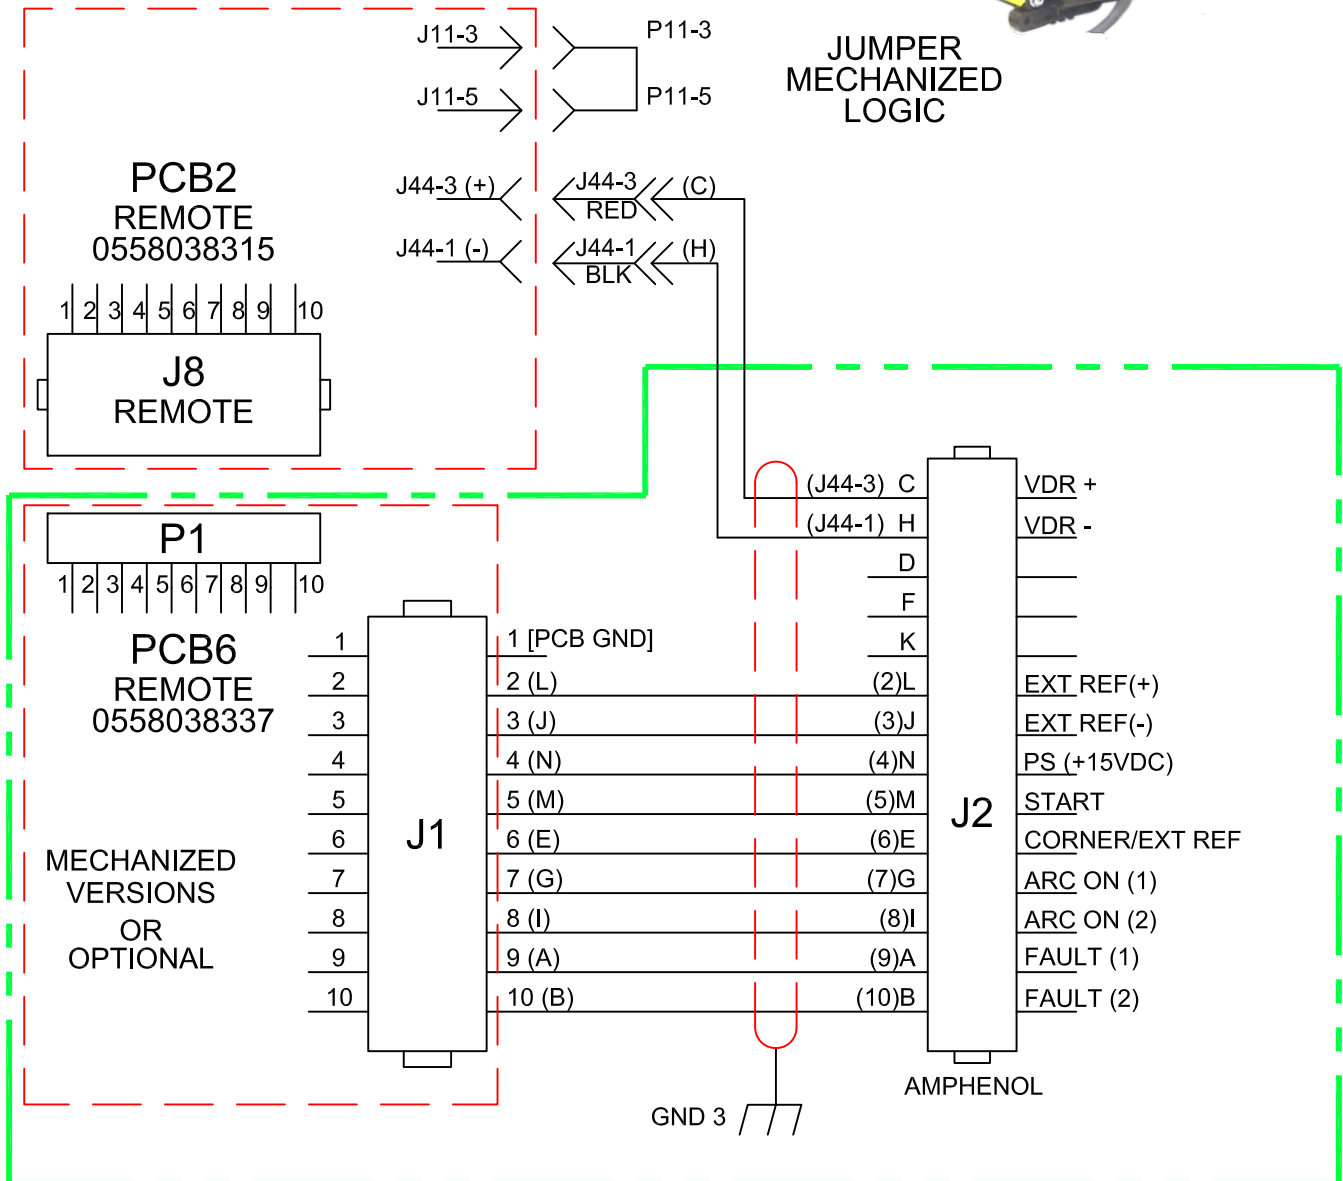 J11-3
P11-3
J11-5
P11-5
JUMPER
MECHANIZED
LOGIC
PCB2
REMOTE
0558038315
J44-3 (+)
J44-3
RED
(C)
J44-1 (-)
J44-1
BLK
(H)
1 2 3 4 5 6 7 8 9 10
J8
REMOTE
P1
1 2 3 4 5 6 7 8 9 10
PCB6
REMOTE
0558038337
MECHANIZED
VERSIONS
OR
OPTIONAL
J1
1
1 [PCB GND]
2
2 (L)
3
3 (J)
4
4 (N)
5
5 (M)
6
6 (E)
7
7 (G)
8
8 (I)
9
9 (A)
10
10 (B)
(J44-3) C
VDR +
(J44-1) H
VDR -
D
F
K
(2)L
EXT REF(+)
(3)J
EXT REF(-)
(4)N
PS (+15VDC)
(5)M
START
(6)E
CORNER/EXT REF
(7)G
ARC ON (1)
(8)I
ARC ON (2)
(9)A
FAULT (1)
(10)B
FAULT (2)
J2
AMPHENOL
GND 3